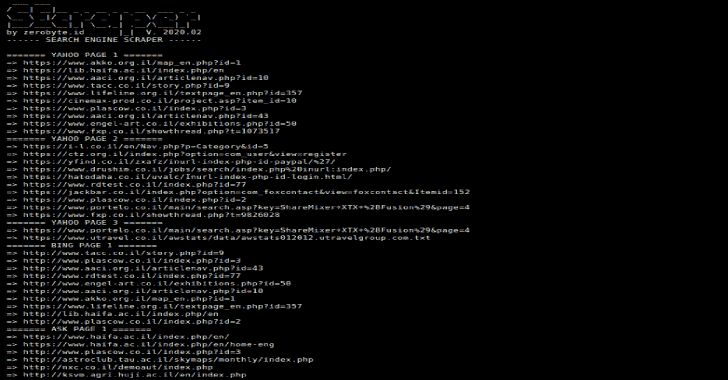 by zerobyte.id V. 2020.02
------ SEARCH ENGINE SCRAPER ------
======= YAHOO PAGE 1 =======
=> https://www.akko.org.il/map_en.php?id=1
=> https://lib.haifa.ac.il/index.php/en
=> https://www.aaci.org.il/articlenav.php?id=10
=> https://www.tacc.co.il/story.php?id=9
=> https://www.lifeline.org.il/textpage_en.php?id=357
=> https://cinemax-prod.co.il/project.asp?item_id=10
=> https://www.plascow.co.il/index.php?id=3
=> https://www.aaci.org.il/articlenav.php?id=43
=> https://www.engel-art.co.il/exhibitions.php?id=50
=> https://www.fxp.co.il/showthread.php?t=1073517
======= YAHOO PAGE 2 =======
=> https://i-l.co.il/en/Nav.php?p=Category&id=5
=> https://ctz.org.il/index.php?option=com_user&view=register
=> https://yfind.co.il/zxafz/inurl-index-php-id-paypal/%27/
=> https://www.drushim.co.il/jobs/search/index.php%20inurl:index.php/
=> https://hatodaha.co.il/uvalc/Inurl-index-php-id-login.html/
=> https://www.rdtest.co.il/index.php?id=77
=> https://jackbar.co.il/index.php?option=com_foxcontact&view=foxcontact&Itemid=152
=> https://www.plascow.co.il/index.php?id=2
=> https://www.portelo.co.il/main/search.asp?key=ShareMixer+XTX+%2BFusion%29&page=4
=> https://www.fxp.co.il/showthread.php?t=9826028
======= YAHOO PAGE 3 =======
=> https://www.portelo.co.il/main/search.asp?key=ShareMixer+XTX+%2BFusion%29&page=4
=> https://www.utravel.co.il/awstats/data/awstats012012.utravelgroup.com.txt
======= BING PAGE 1 =======
=> http://www.tacc.co.il/story.php?id=9
=> http://www.plascow.co.il/index.php?id=3
=> http://www.aaci.org.il/articlenav.php?id=43
=> http://www.rdtest.co.il/index.php?id=77
=> http://www.engel-art.co.il/exhibitions.php?id=50
=> http://www.aaci.org.il/articlenav.php?id=10
=> http://www.akko.org.il/map_en.php?id=1
=> https://www.lifeline.org.il/textpage_en.php?id=357
=> http://lib.haifa.ac.il/index.php/en
=> http://www.plascow.co.il/index.php?id=2
======= ASK PAGE 1 =======
=> https://www.haifa.ac.il/index.php/en/
=> https://www.haifa.ac.il/index.php/home-eng
=> http://www.plascow.co.il/index.php?id=3
=> http://astroclub.tau.ac.il/skymaps/monthly/index.php
=> http://nxc.co.il/demoaut/index.php
=> http://ksvm.agri.huji.ac.il/en/index.php